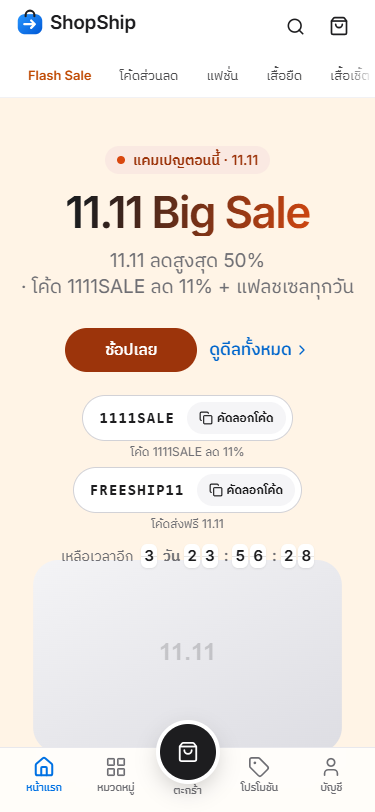 ShopShip
Flash Sale โค้ดส่วนลด แฟชั่น เสื้อยืด เสื้อเชิ้ต
แคมเปญตอนนี้ · 11.11
11.11 Big Sale
11.11 ลดสูงสุด 50%
· โค้ด 1111SALE ลด 11% + แฟลชเซลทุกวัน
ช้อปเลย ดูดีลทั้งหมด
1111SALE คัดลอกโค้ด
โค้ด 1111SALE ลด 11%
FREESHIP11 คัดลอกโค้ด
โค้ดส่งฟรี 11.11
เหลือเวลาอีก 3 วัน 23 : 56 : 28
11.11
หน้าแรก หมวดหมู่ ตะกร้า โปรโมชัน บัญชี